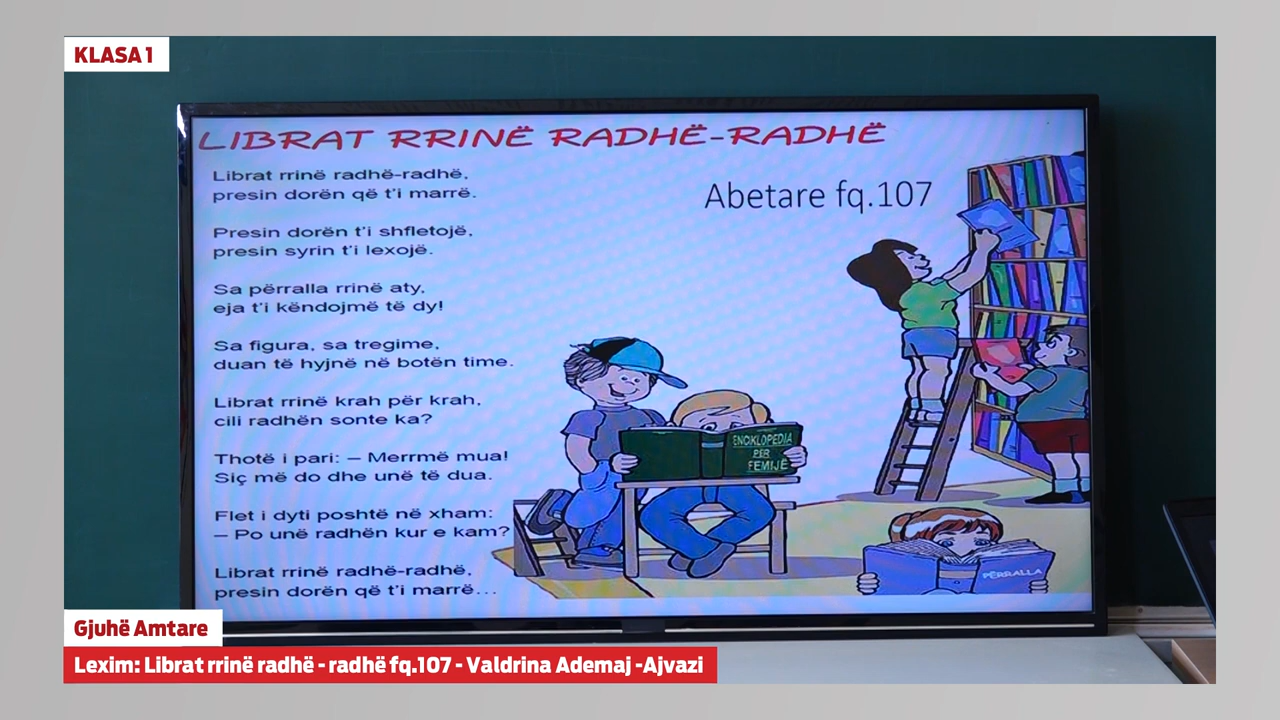 KLASA 1
LIBRAT RRINË RADHË-RADHË
Abetare fq.107
Librat rrinë radhë-radhë,
presin dorën që t'i marrë.
Presin dorën t'i shfletojë,
presin syrin t'i lexojë.
Sa përralla rrinë aty,
eja t'i këndojmë të dy!
Sa figura, sa tregime,
duan të hyjnë në botën time.
Librat rrinë krah për krah,
cili radhën sonte ka?
Thotë i pari: – Merrmë mua!
Siç më do dhe unë të dua.
Flet i dyti poshtë në xham:
– Po unë radhën kur e kam?
Librat rrinë radhë-radhë,
presin dorën që t'i marrë...
ENCIKLOPEDIA
PËR
FEMIJË
PËRRALLA
Gjuhë Amtare
Lexim: Librat rrinë radhë - radhë fq.107 - Valdrina Ademaj -Ajvazi